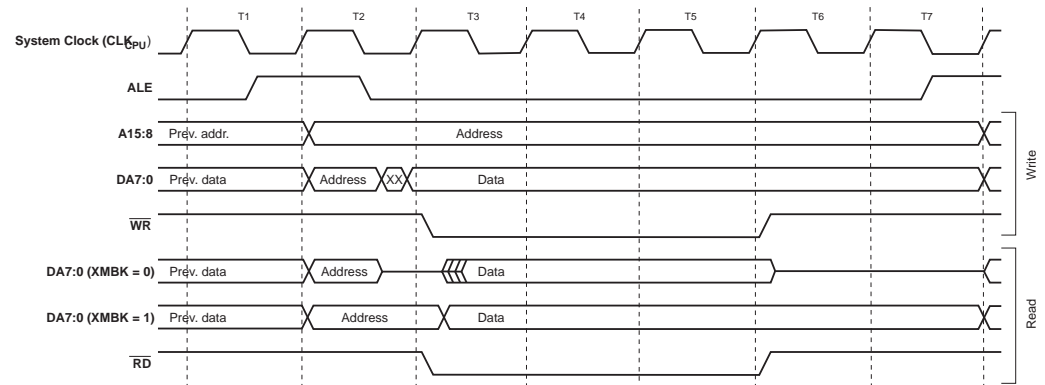 T1 T2 T3 T4 T5 T6 T7
System Clock (CLKCPU)
ALE
A15:8 Prev. addr. Address
DA7:0 Prev. data Address XX Data
WR
Write
DA7:0 (XMBK = 0) Prev. data Address Data
DA7:0 (XMBK = 1) Prev. data Address Data
RD
Read